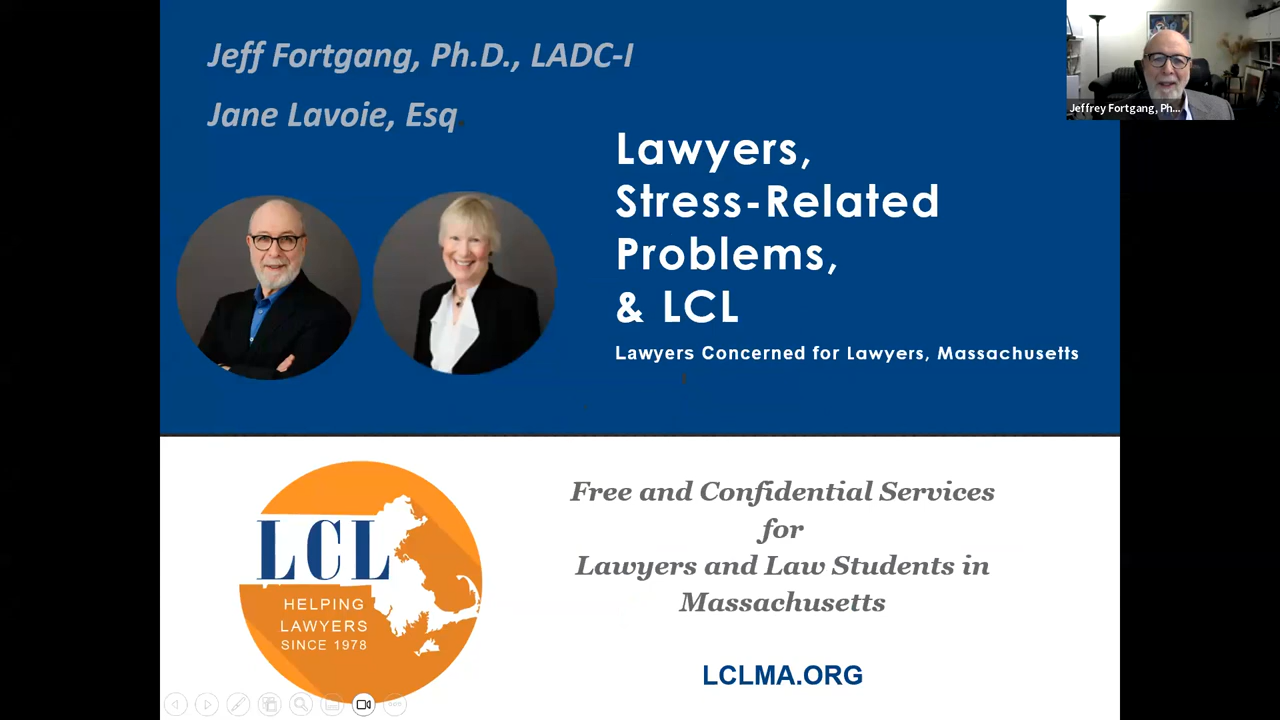 Jeff Fortgang, Ph.D., LADC-I
Jane Lavoie, Esq.
Jeffrey Fortgang, Ph...
Lawyers,
Stress-Related
Problems,
& LCL
Lawyers Concerned for Lawyers, Massachusetts
LCL
HELPING
LAWYERS
SINCE 1978
Free and Confidential Services
for
Lawyers and Law Students in
Massachusetts
LCLMA.ORG